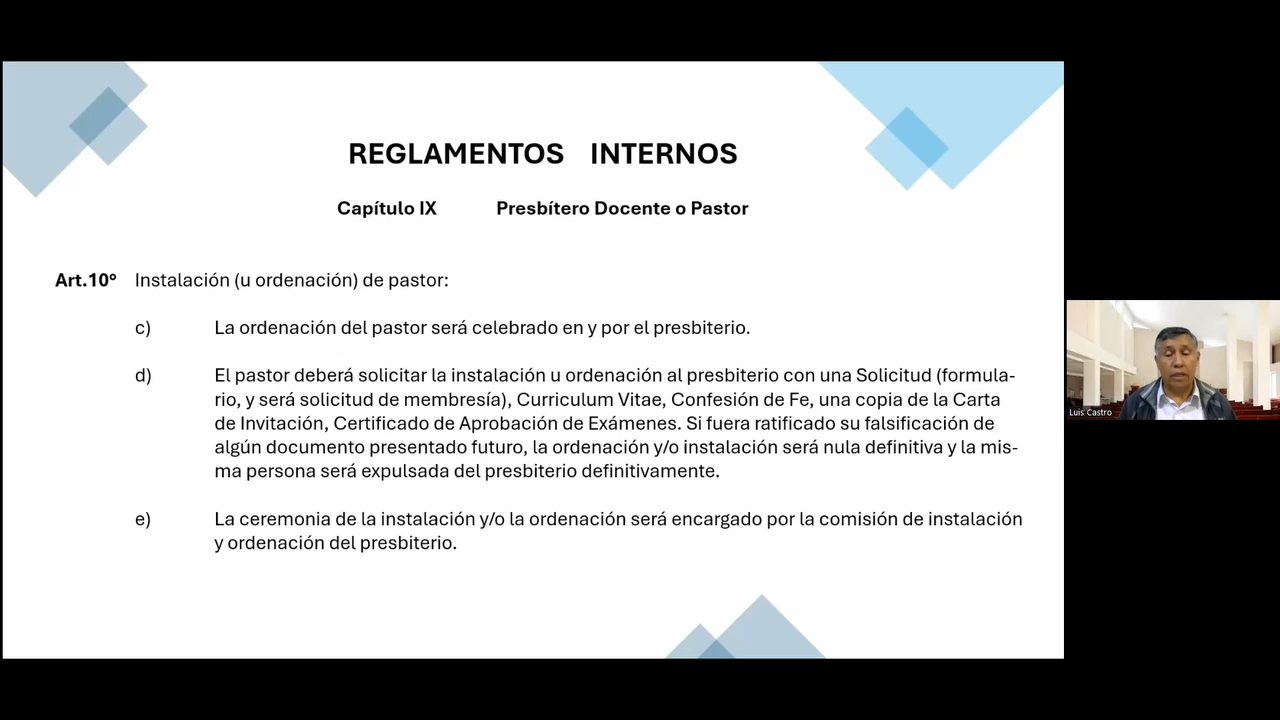 REGLAMENTOS INTERNOS
Capítulo IX Presbítero Docente o Pastor
Art.10° Instalación (u ordenación) de pastor:
c) La ordenación del pastor será celebrado en y por el presbiterio.
d) El pastor deberá solicitar la instalación u ordenación al presbiterio con una Solicitud (formula-
rio, y será solicitud de membresía), Curriculum Vitae, Confesión de Fe, una copia de la Carta
de Invitación, Certificado de Aprobación de Exámenes. Si fuera ratificado su falsificación de
algún documento presentado futuro, la ordenación y/o instalación será nula definitiva y la mis-
ma persona será expulsada del presbiterio definitivamente.
e) La ceremonia de la instalación y/o la ordenación será encargado por la comisión de instalación
y ordenación del presbiterio.
Luis Castro